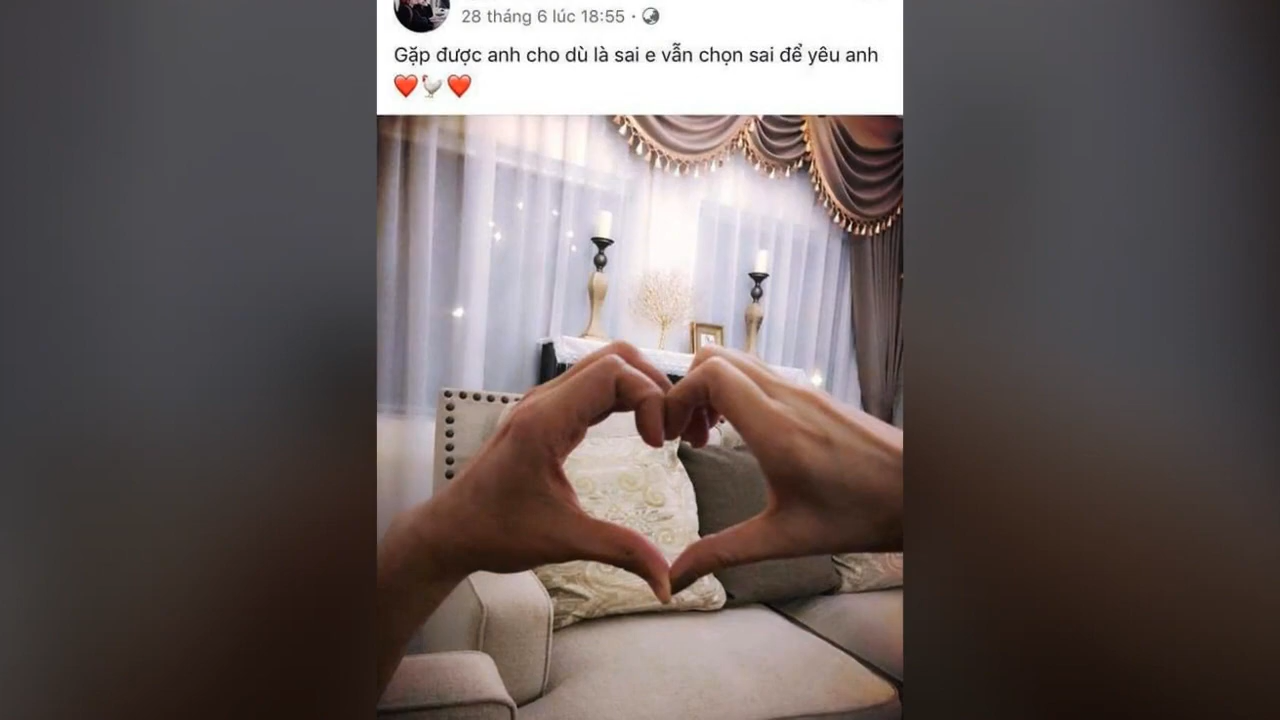 28 tháng 6 lúc 18:55 ·
Gặp được anh cho dù là sai e vẫn chọn sai để yêu anh
❤️🐓❤️